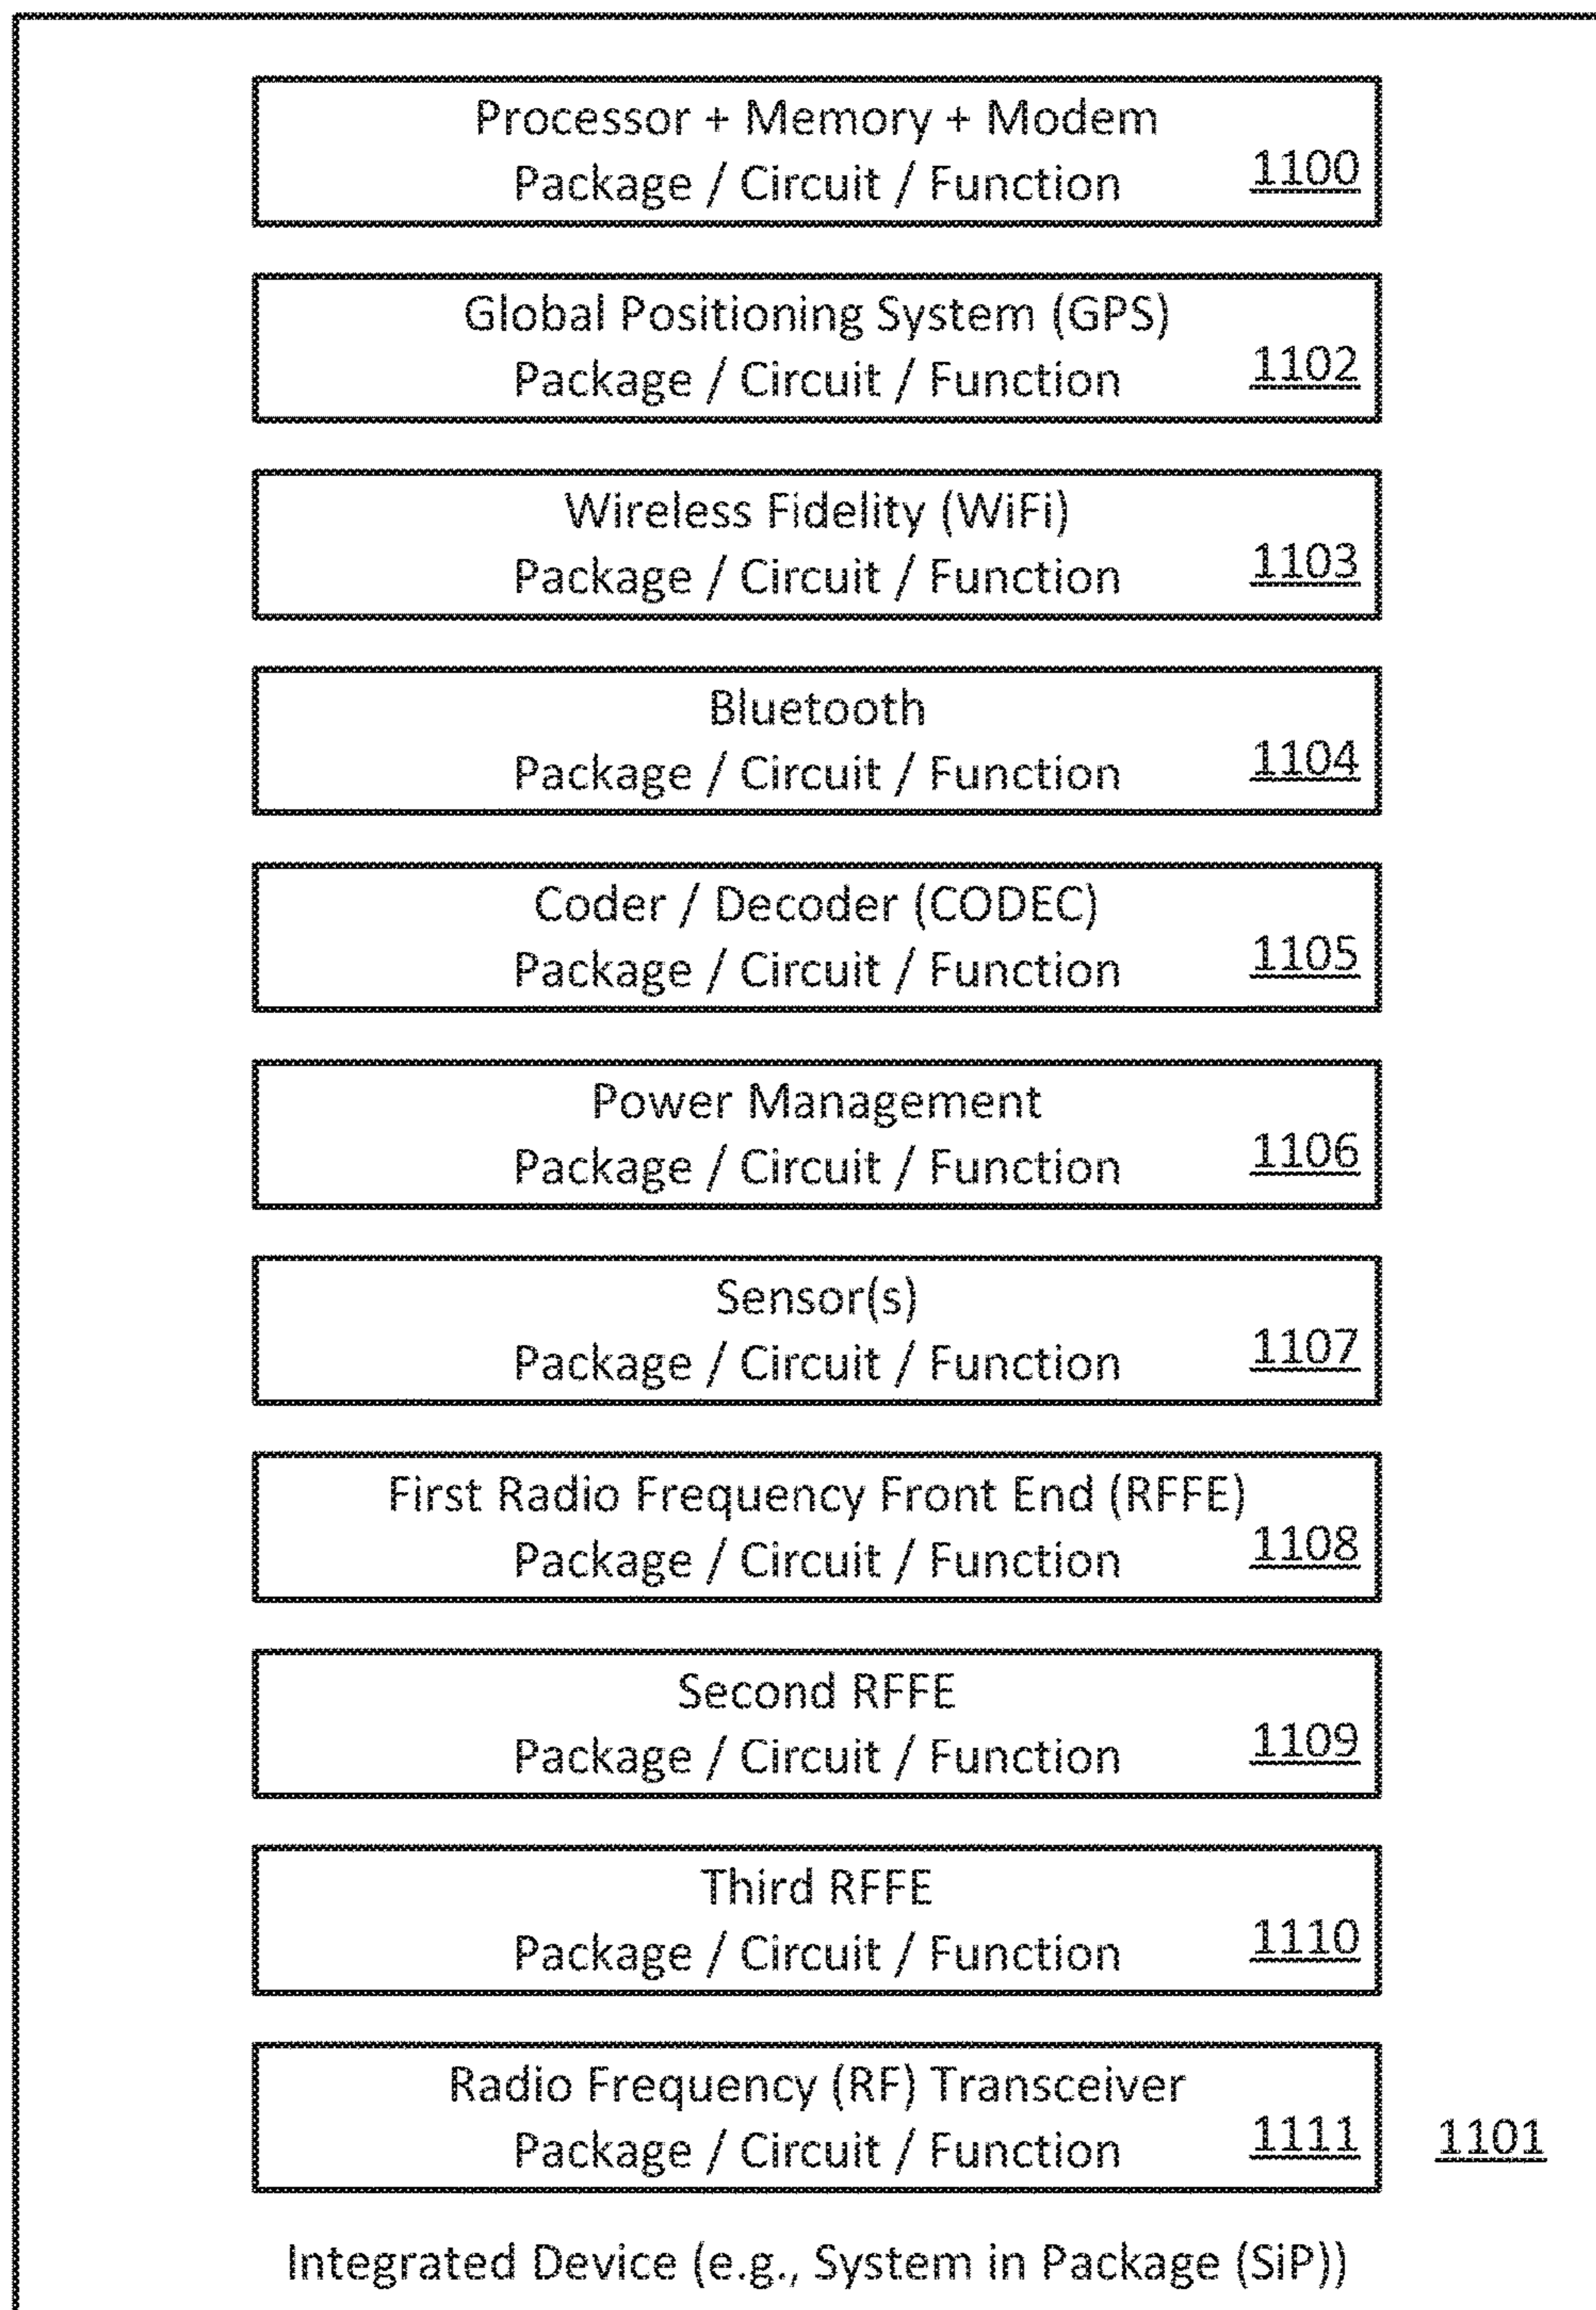 Processor + Memory + Modem
Package / Circuit / Function 1100
Global Positioning System (GPS)
Package / Circuit / Function 1102
Wireless Fidelity (WiFi)
Package / Circuit / Function 1103
Bluetooth
Package / Circuit / Function 1104
Coder / Decoder (CODEC)
Package / Circuit / Function 1105
Power Management
Package / Circuit / Function 1106
Sensor(s)
Package / Circuit / Function 1107
First Radio Frequency Front End (RFFE)
Package / Circuit / Function 1108
Second RFFE
Package / Circuit / Function 1109
Third RFFE
Package / Circuit / Function 1110
Radio Frequency (RF) Transceiver
Package / Circuit / Function 1111 1101
Integrated Device (e.g., System in Package (SiP))